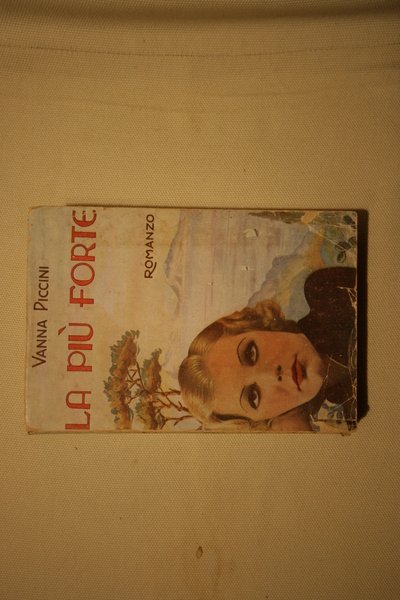 VANNA PICCINI
LA PIÙ FORTE
ROMANZO